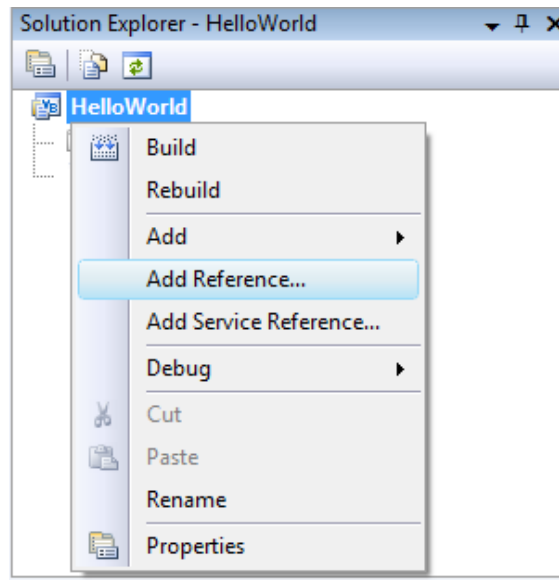 Solution Explorer - HelloWorld
HelloWorld
Build
Rebuild
Add
Add Reference...
Add Service Reference...
Debug
Cut
Paste
Rename
Properties